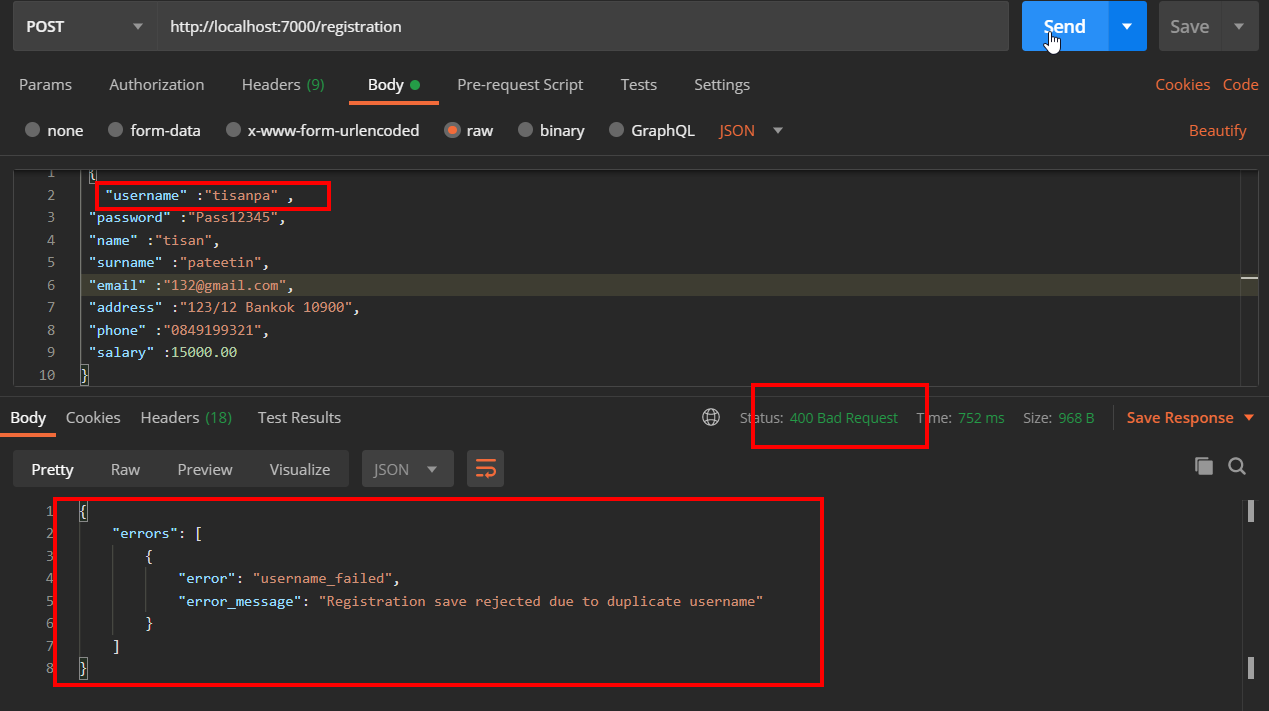 POST http://localhost:7000/registration Send Save
Params Authorization Headers (9) Body Pre-request Script Tests Settings Cookies Code
none form-data x-www-form-urlencoded raw binary GraphQL JSON Beautify
1 {
2 "username" :"tisanpa" ,
3 "password" :"Pass12345",
4 "name" :"tisan",
5 "surname" :"pateetin",
6 "email" :"132@gmail.com",
7 "address" :"123/12 Bankok 10900",
8 "phone" :"0849199321",
9 "salary" :15000.00
10 }
Body Cookies Headers (18) Test Results Status: 400 Bad Request Time: 752 ms Size: 968 B Save Response
Pretty Raw Preview Visualize JSON
1 {
2 "errors": [
3 {
4 "error": "username_failed",
5 "error_message": "Registration save rejected due to duplicate username"
6 }
7 ]
8 }